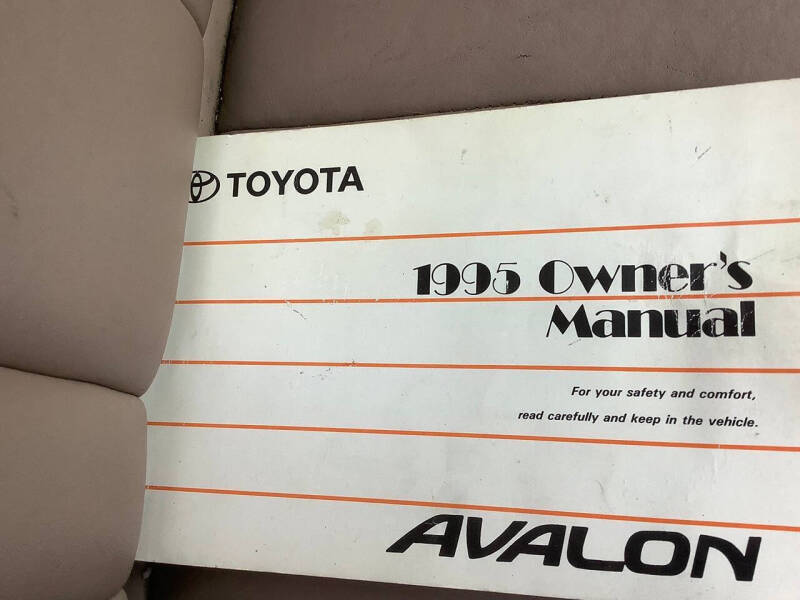 TOYOTA
1995 Owner's
Manual
For your safety and comfort,
read carefully and keep in the vehicle.
AVALON